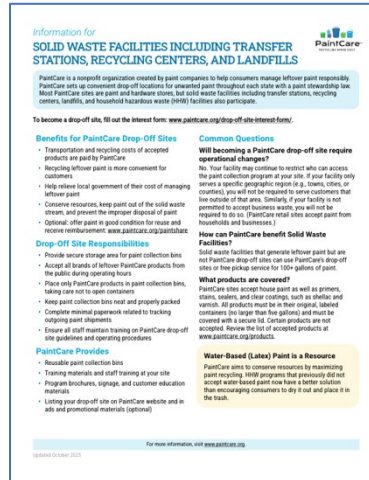 Information for
SOLID WASTE FACILITIES INCLUDING TRANSFER
STATIONS, RECYCLING CENTERS, AND LANDFILLS
PaintCare
RECYCLING MADE EASY
PaintCare is a nonprofit organization created by paint companies to help consumers manage leftover paint responsibly.
PaintCare sets up convenient drop-off locations for unwanted paint throughout each state with a paint stewardship law.
Most PaintCare sites are paint and hardware stores, but solid waste facilities including transfer stations, recycling
centers, landfills, and household hazardous waste (HHW) facilities also participate.
To become a drop-off site, fill out the interest form: www.paintcare.org/drop-off-site-interest-form/.
Benefits for PaintCare Drop-Off Sites
• Transportation and recycling costs of accepted
products are paid by PaintCare
• Recycling leftover paint is more convenient for
customers
• Help relieve local government of their cost of managing
leftover paint
• Conserve resources, keep paint out of the solid waste
stream, and prevent the improper disposal of paint
• Optional: offer paint in good condition for reuse and
receive reimbursement: www.paintcare.org/paintshare
Drop-Off Site Responsibilities
• Provide secure storage area for paint collection bins
• Accept all brands of leftover PaintCare products from
the public during operating hours
• Place only PaintCare products in paint collection bins,
taking care not to open containers
• Keep paint collection bins neat and properly packed
• Complete minimal paperwork related to tracking
outgoing paint shipments
• Ensure all staff maintain training on PaintCare drop-off
site guidelines and operating procedures
PaintCare Provides
• Reusable paint collection bins
• Training materials and staff training at your site
• Program brochures, signage, and customer education
materials
• Listing your drop-off site on PaintCare website and in
ads and promotional materials (optional)
Common Questions
Will becoming a PaintCare drop-off site require
operational changes?
No. Your facility may continue to restrict who can access
the paint collection program at your site. If your facility only
serves a specific geographic region (e.g., towns, cities, or
counties), you will not be required to serve customers that
live outside of that area. Similarly, if your facility is not
permitted to accept business waste, you will not be
required to do so. (PaintCare retail sites accept paint from
households and businesses.)
How can PaintCare benefit Solid Waste
Facilities?
Solid waste facilities that generate leftover paint but are
not PaintCare drop-off sites can use PaintCare's drop-off
sites or free pickup service for 100+ gallons of paint.
What products are covered?
PaintCare sites accept house paint as well as primers,
stains, sealers, and clear coatings, such as shellac and
varnish. All products must be in their original, labeled
containers (no larger than five gallons) and must be
covered with a secure lid. Certain products are not
accepted. Review the list of accepted products at
www.paintcare.org/products.
Water-Based (Latex) Paint is a Resource
PaintCare aims to conserve resources by maximizing
paint recycling. HHW programs that previously did not
accept water-based paint now have a better solution
than encouraging consumers to dry it out and place it in
the trash.
For more information, visit www.paintcare.org.
Updated October 2025